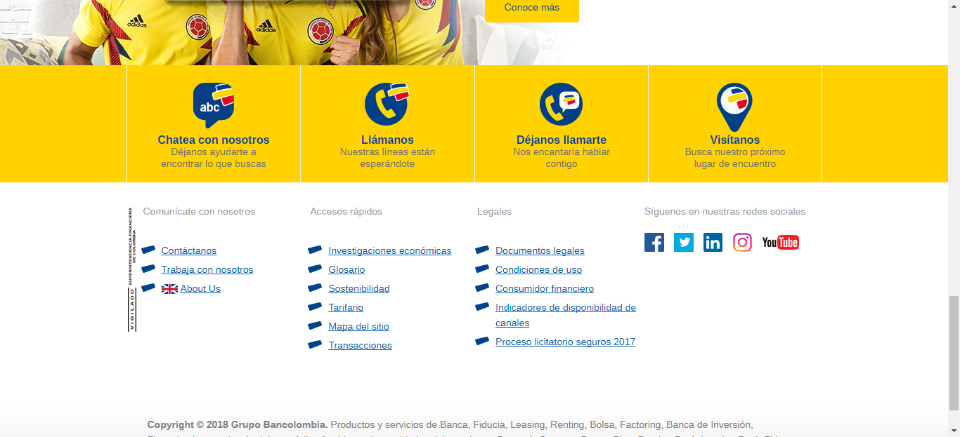 Conoce más
adidas
adidas
abc
Chatea con nosotros
Déjanos ayudarte a
encontrar lo que buscas
Llámanos
Nuestras líneas están
esperándote
Déjanos llamarte
Nos encantaría hablar
contigo
Visítanos
Busca nuestro próximo
lugar de encuentro
VIGILADO
SUPERINTENDENCIA FINANCIERA
DE COLOMBIA
Comunícate con nosotros
Contáctanos
Trabaja con nosotros
About Us
Accesos rápidos
Investigaciones económicas
Glosario
Sostenibilidad
Tarifario
Mapa del sitio
Transacciones
Legales
Documentos legales
Condiciones de uso
Consumidor financiero
Indicadores de disponibilidad de
canales
Proceso licitatorio seguros 2017
Síguenos en nuestras redes sociales
YouTube
Copyright © 2018 Grupo Bancolombia. Productos y servicios de Banca, Fiducia, Leasing, Renting, Bolsa, Factoring, Banca de Inversión,